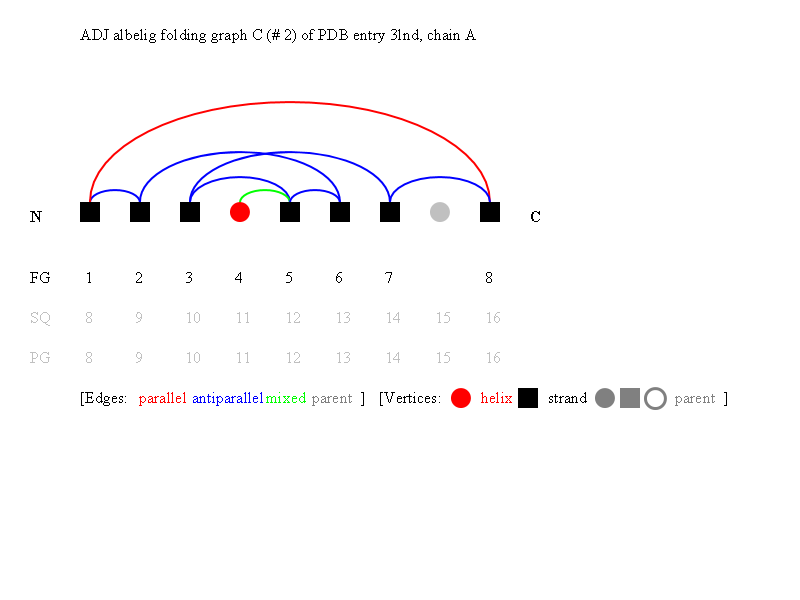 ADJ albelig folding graph C (# 2) of PDB entry 3lnd, chain A
N C
FG 1 2 3 4 5 6 7 8
SQ 8 9 10 11 12 13 14 15 16
PG 8 9 10 11 12 13 14 15 16
[Edges: parallel antiparallel mixed parent ] [Vertices: helix strand parent ]